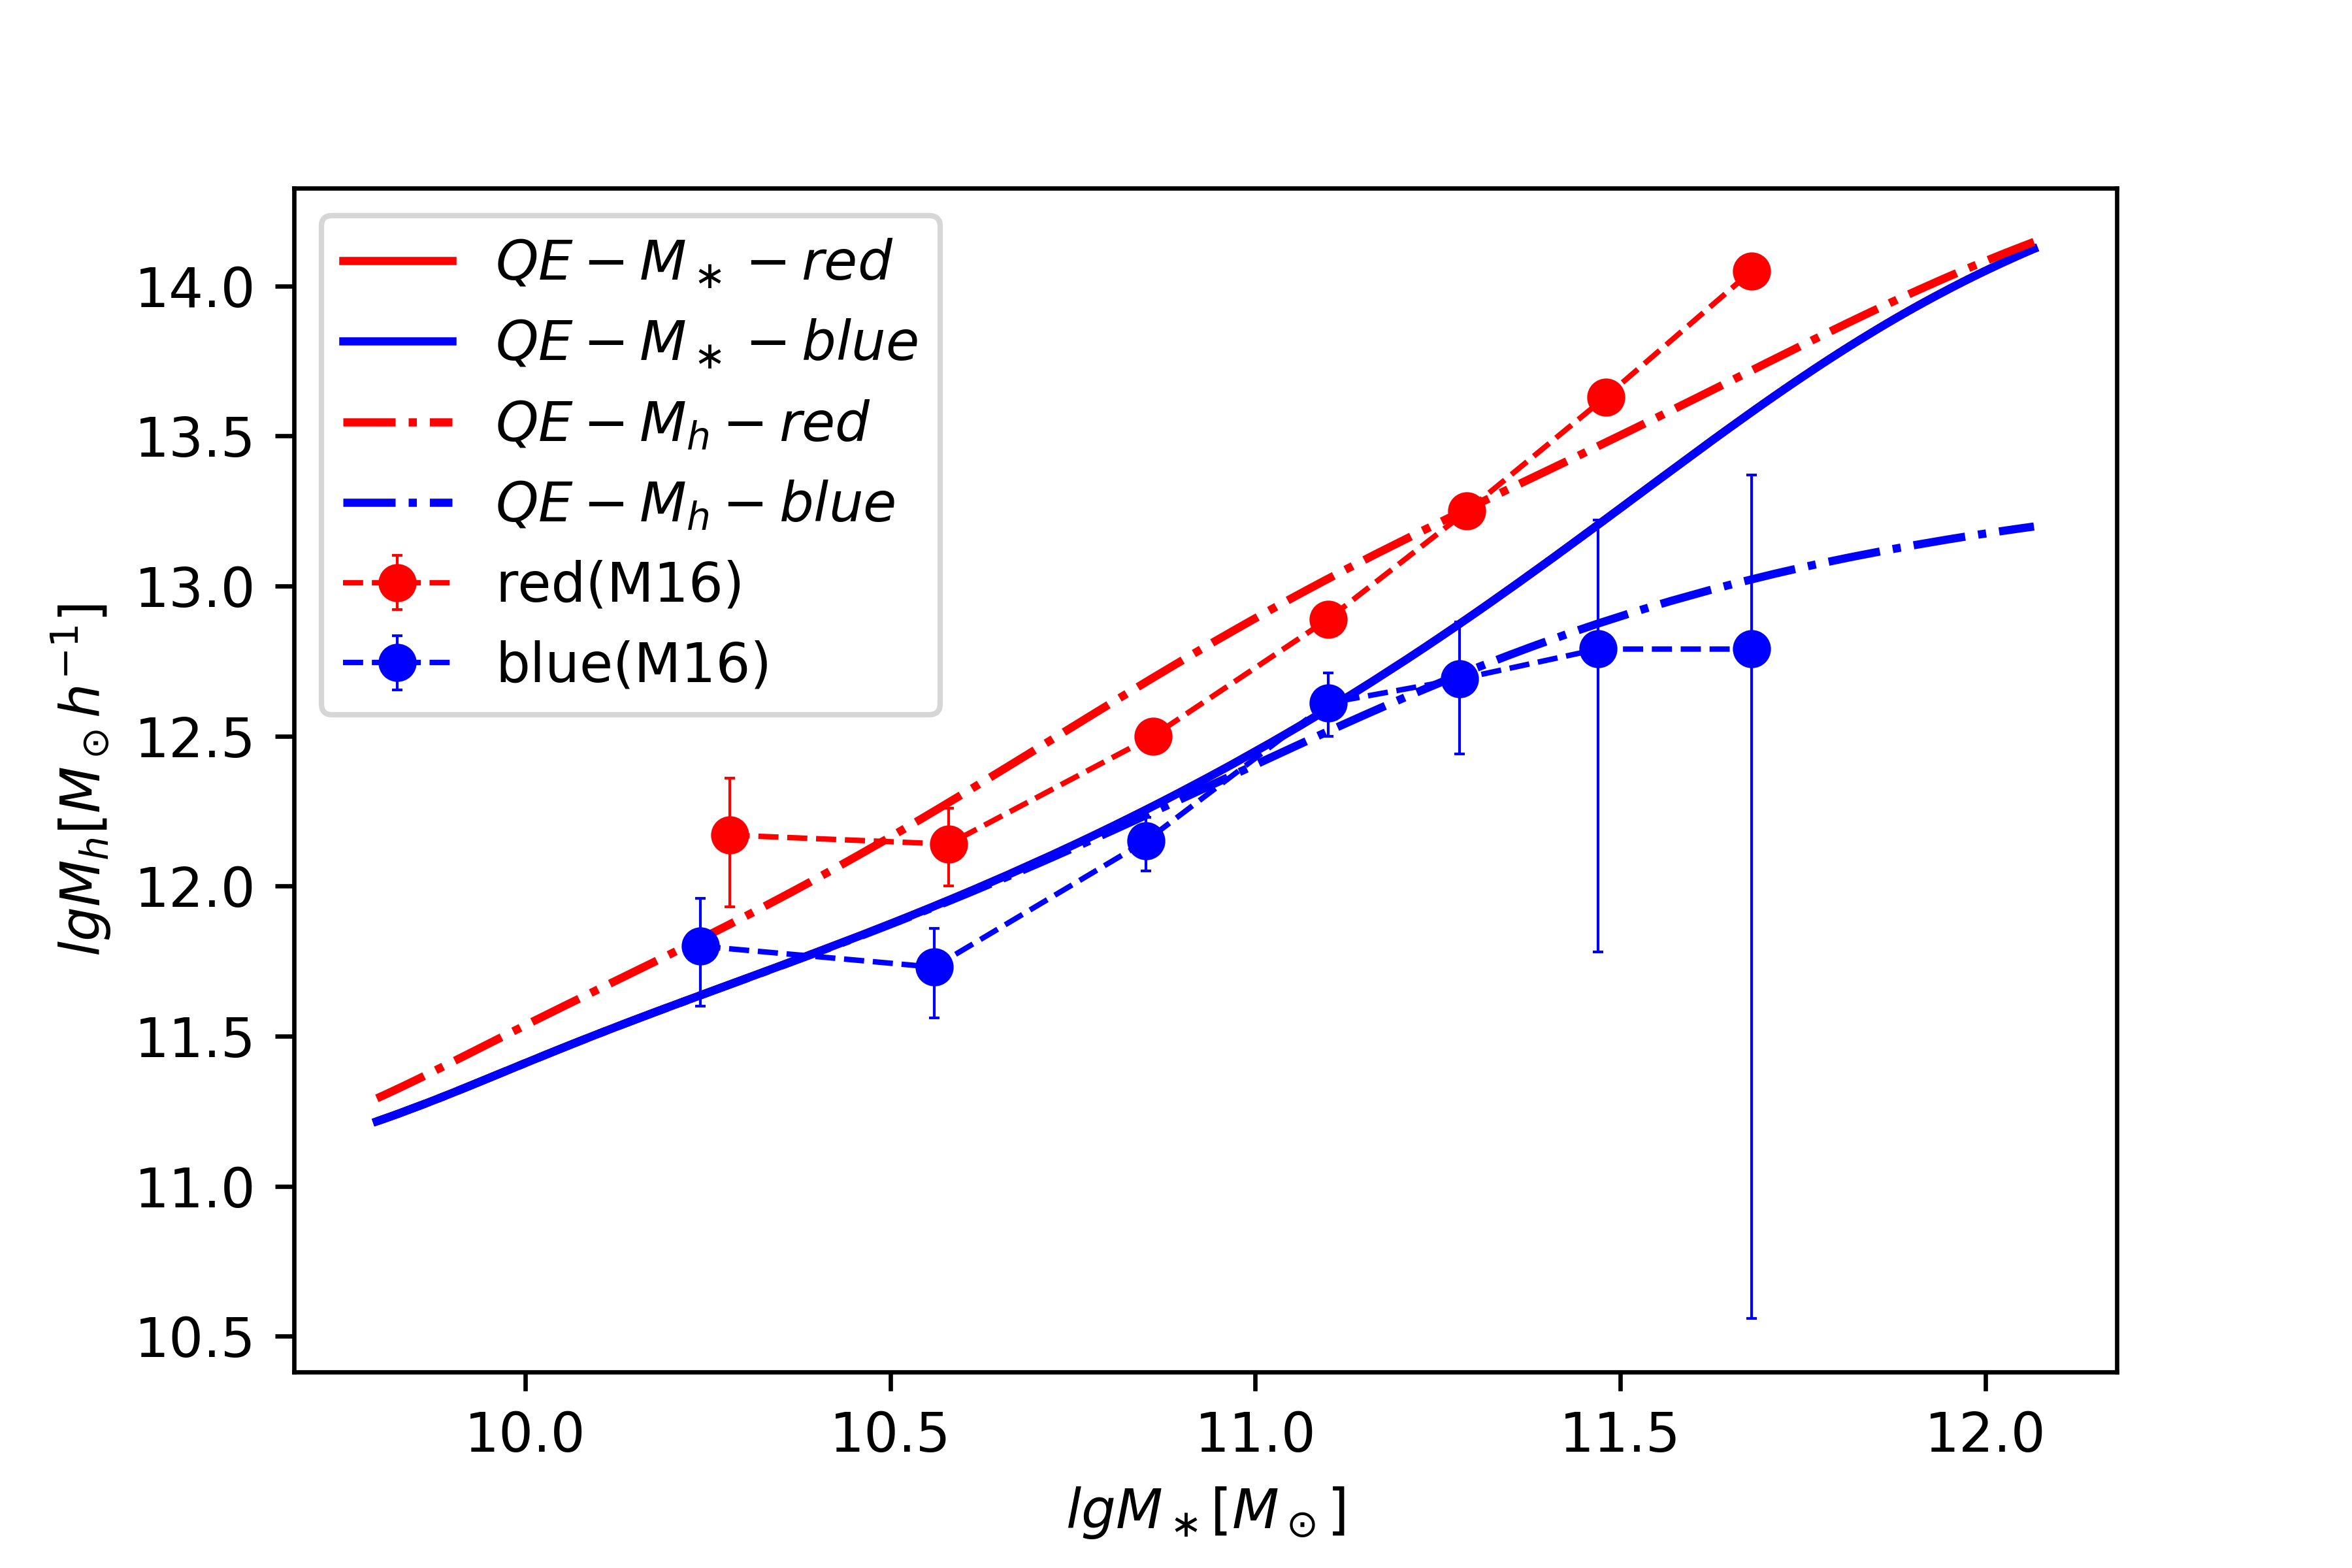 QE − M∗ − red
QE − M∗ − blue
QE − Mₕ − red
QE − Mₕ − blue
red(M16)
blue(M16)
14.0
13.5
13.0
12.5
12.0
11.5
11.0
10.5
lgMₕ[M⊙h⁻¹]
10.0 10.5 11.0 11.5 12.0
lgM∗[M⊙]